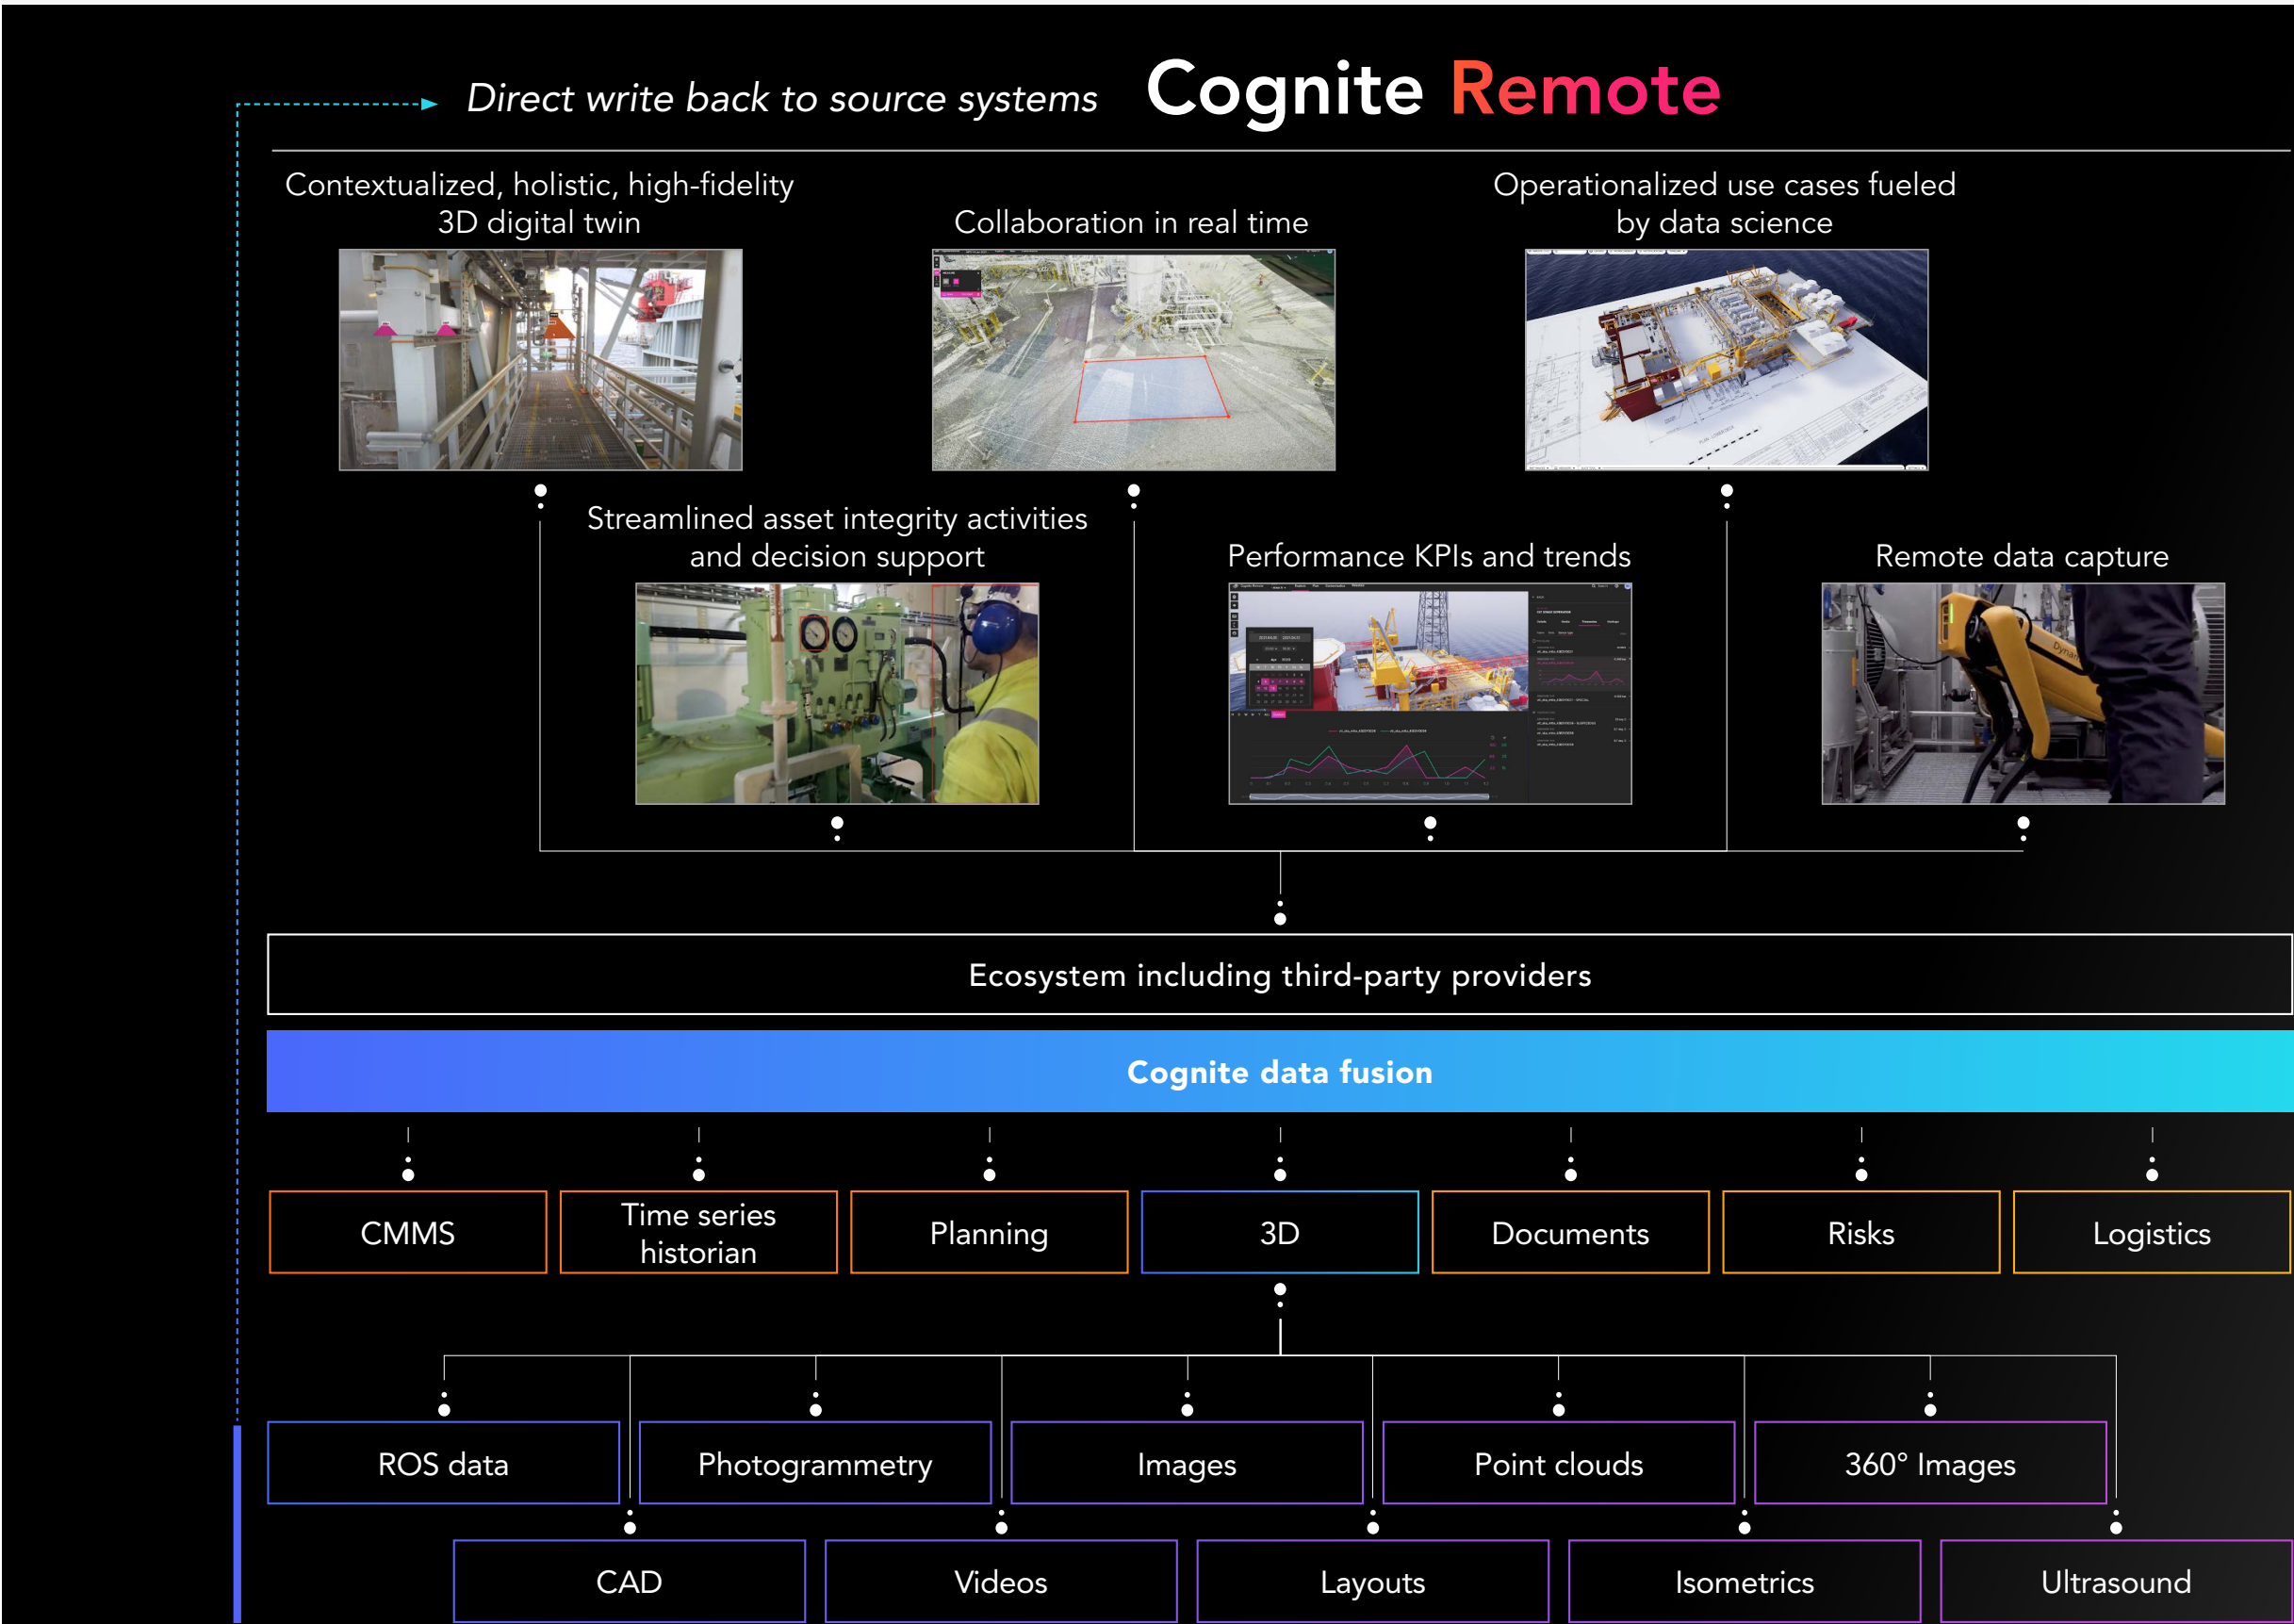 Direct write back to source systems
Cognite Remote
Contextualized, holistic, high-fidelity
3D digital twin
Collaboration in real time
Operationalized use cases fueled
by data science
Streamlined asset integrity activities
and decision support
Performance KPIs and trends
Remote data capture
Ecosystem including third-party providers
Cognite data fusion
CMMS
Time series
historian
Planning
3D
Documents
Risks
Logistics
ROS data
Photogrammetry
Images
Point clouds
360° Images
CAD
Videos
Layouts
Isometrics
Ultrasound